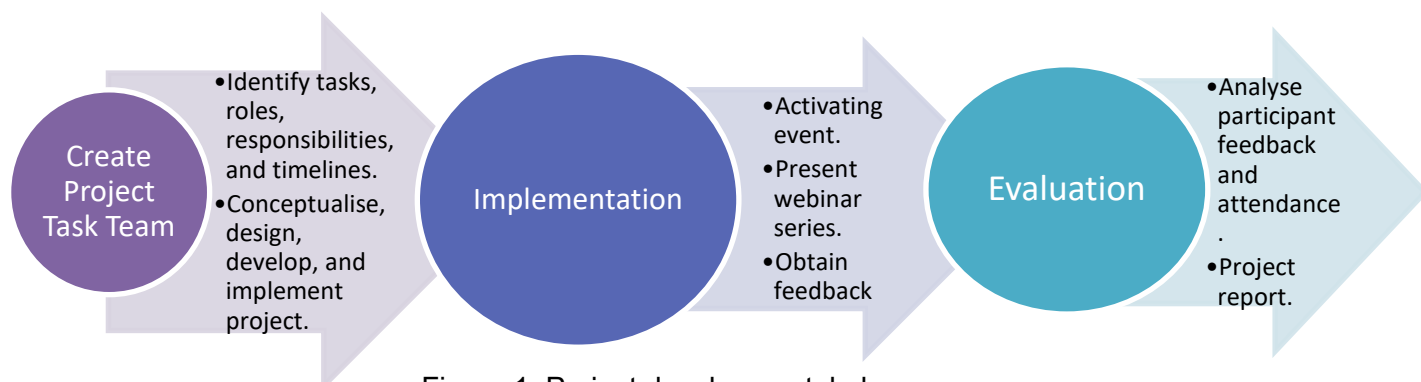 Create
Project
Task Team
•Identify tasks,
roles,
responsibilities,
and timelines.
•Conceptualise,
design,
develop, and
implement
project.
Implementation
•Activating
event.
•Present
webinar
series.
•Obtain
feedback
Evaluation
•Analyse
participant
feedback
and
attendance
.
•Project
report.